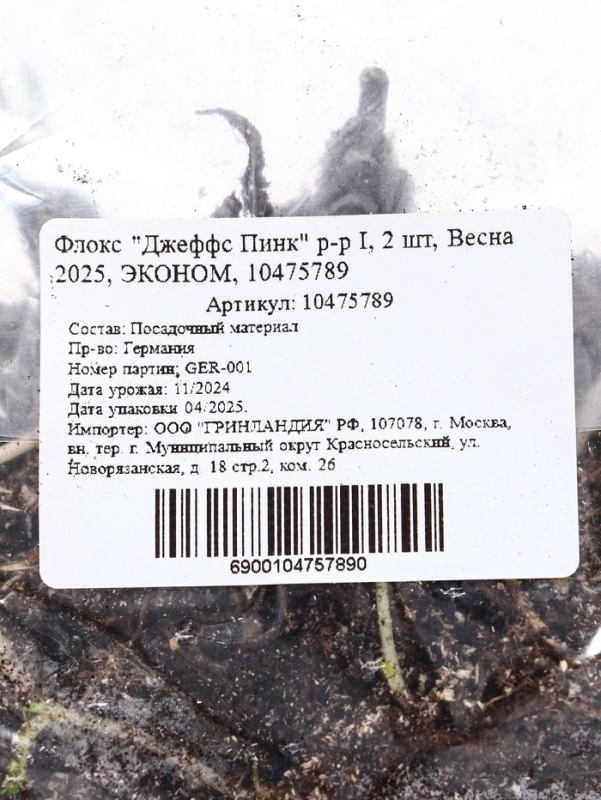 Флокс "Джеффс Пинк" р-р I, 2 шт, Весна
2025, ЭКОНОМ, 10475789
Артикул: 10475789
Состав: Посадочный материал
Пр-во: Германия
Номер партии: GER-001
Дата урожая: 11/2024
Дата упаковки 04/2025.
Импортер: ООО "ГРИНЛАНДИЯ" РФ, 107078, г. Москва,
вн. тер. г. Муниципальный округ Красносельский, ул.
Новорязанская, д. 18 стр.2, ком. 26
6900104757890